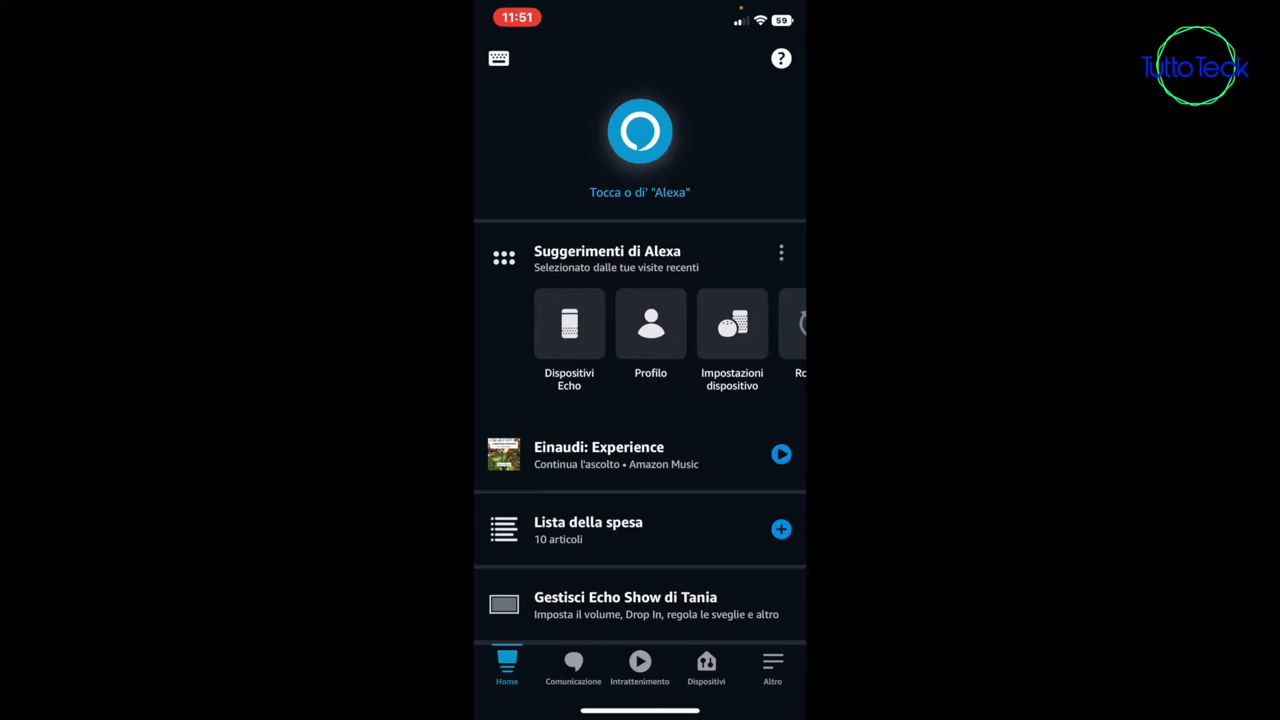 11:51
59
?
TuttoTeck
Tocca o di' "Alexa"
Suggerimenti di Alexa
Selezionato dalle tue visite recenti
Dispositivi
Echo
Profilo
Impostazioni
dispositivo
Ro
Einaudi: Experience
Continua l'ascolto • Amazon Music
Lista della spesa
10 articoli
Gestisci Echo Show di Tania
Imposta il volume, Drop In, regola le sveglie e altro
Home
Comunicazione
Intrattenimento
Dispositivi
Altro